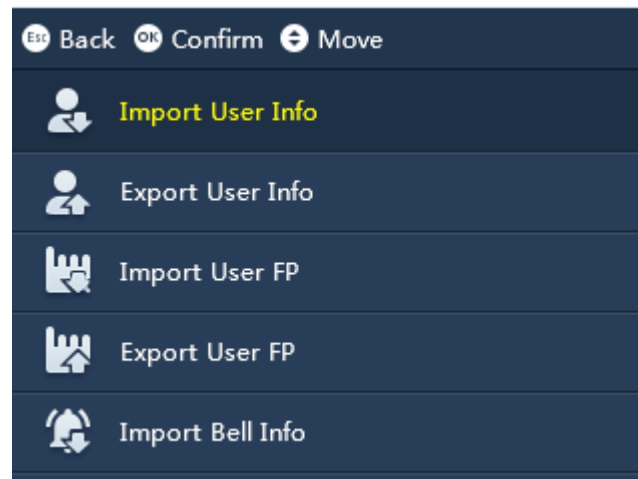 Esc Back OK Confirm Move
Import User Info
Export User Info
Import User FP
Export User FP
Import Bell Info